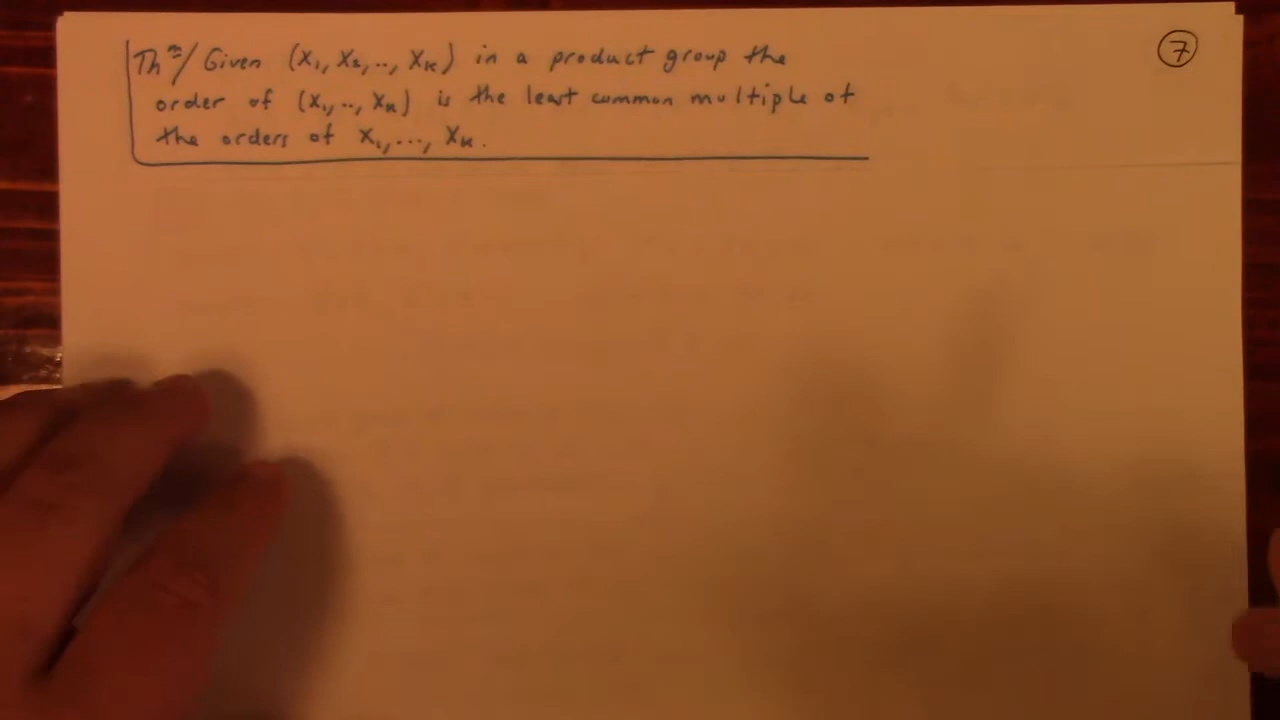 Thm/ Given (x₁, x₂, .., xₖ) in a product group the
order of (x₁, .., xₖ) is the least common multiple of
the orders of x₁, ..., xₖ.
7